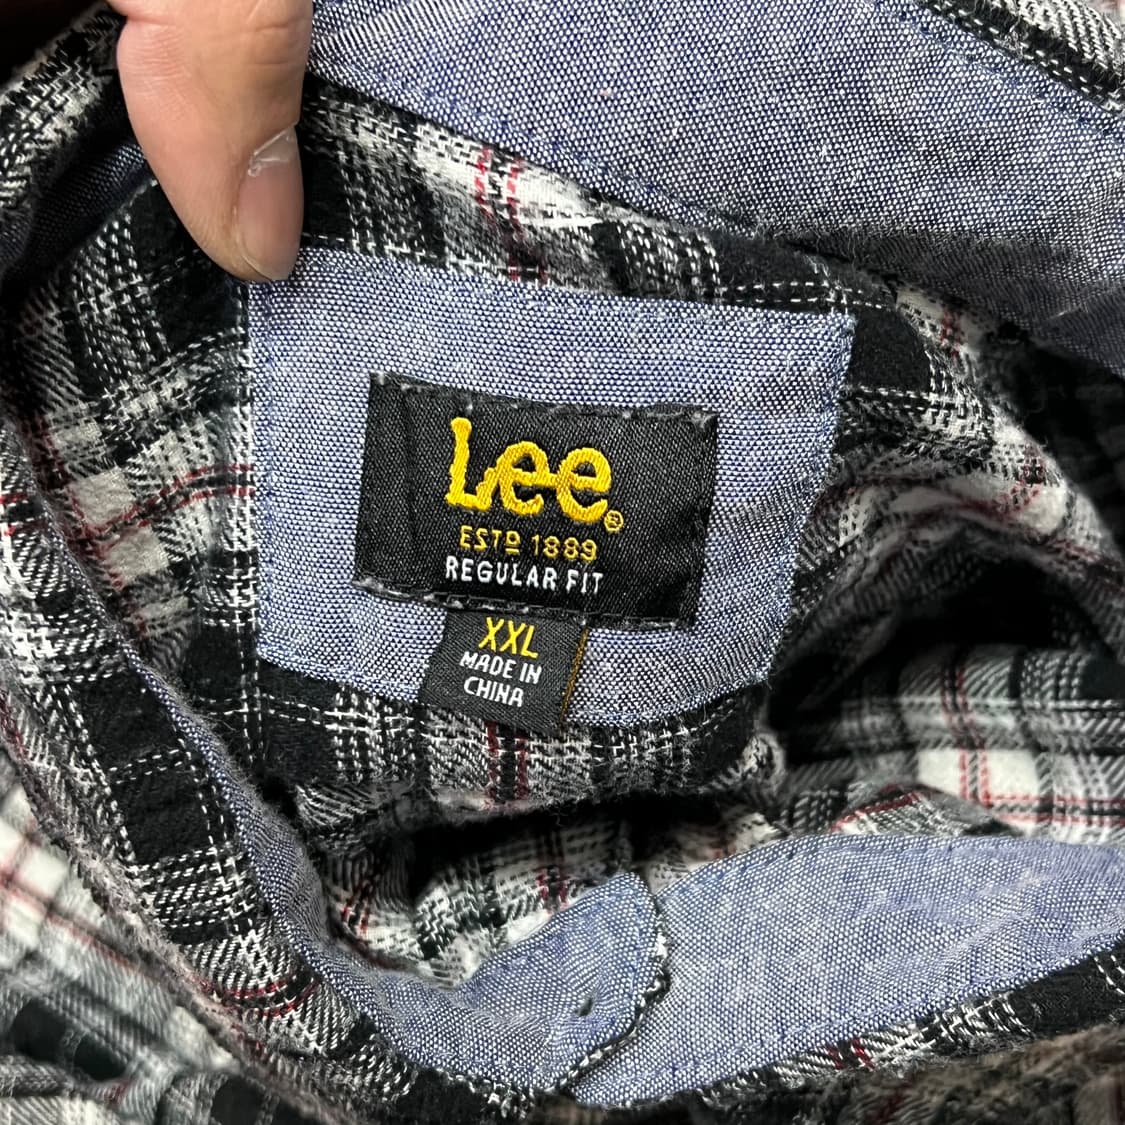 Lee®
ESTD 1889
REGULAR FIT
XXL
MADE IN
CHINA